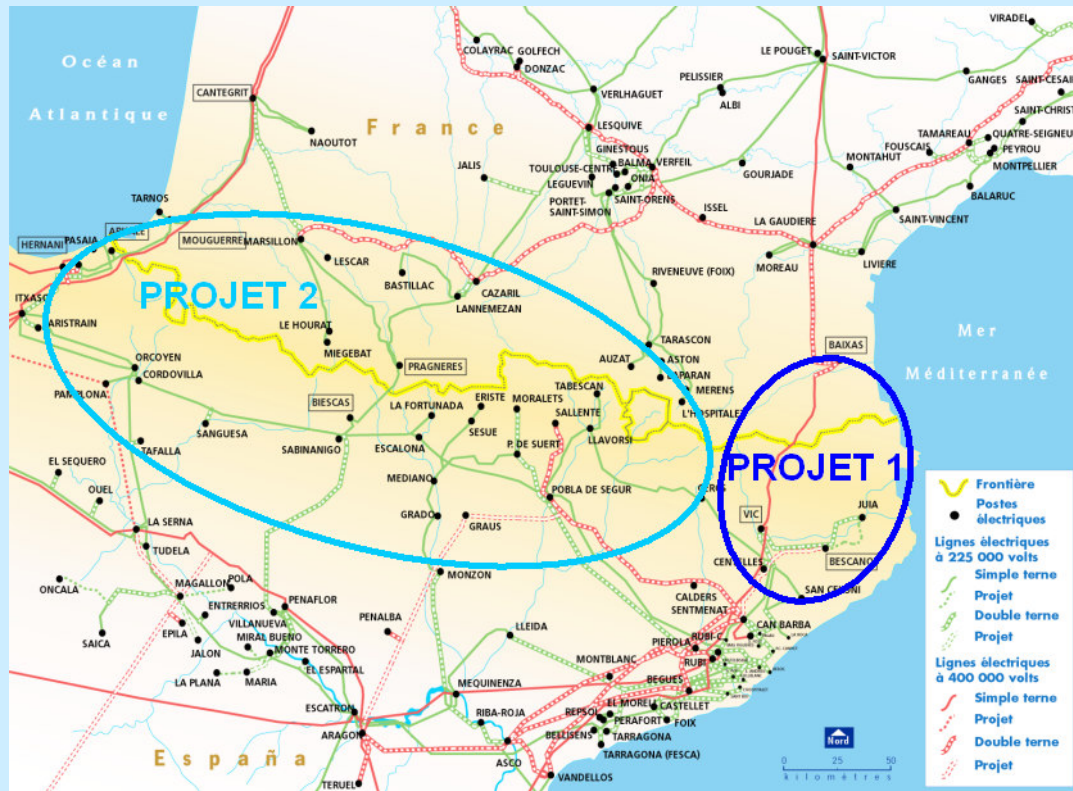 Océan
Atlantique
France
España
Mer
Méditerranée
PROJET 2
PROJET 1
COLAYRAC
GOLFECH
DONZAC
VERLHAGUET
LESQUIVE
PELISSIER
ALBI
LE POUGET
SAINT-VICTOR
VIRADEL
GANGES
SAINT-CESAIR
SAINT-CHRIST
TAMAREAU
QUATRE-SEIGNEU
FOUSCAIS
PEYROU
MONTPELLIER
MONTAHUT
BALARUC
SAINT-VINCENT
CANTEGRIT
NAOUTOT
JALIS
GINESTOUS
TOULOUSE-CENTRE
BALMA
VERFEIL
LEGUEVIN
ONIA
PORTET-
SAINT-SIMON
SAINT-ORENS
GOURJADE
ISSEL
LA GAUDIERE
MOREAU
LIVIERE
TARNOS
HERNANI
PASAIA
MOUGUERRE
MARSILLON
LESCAR
BASTILLAC
CAZARIL
LANNEMEZAN
RIVENEUVE (FOIX)
ITXASO
ARISTRAIN
LE HOURAT
MIEGEBAT
PRAGNERES
TARASCON
AUZAT
ASTON
LAPARAN
MERENS
L'HOSPITALET
BAIXAS
ORCOYEN
CORDOVILLA
PAMPLONA
BIESCAS
LA FORTUNADA
ERISTE
MORALETS
TABESCAN
SALLENTE
SESUE
LLAVORSI
SANGUESA
SABINANIGO
ESCALONA
P. DE SUERT
TAFALLA
EL SEQUERO
OUEL
MEDIANO
POBLA DE SEGUR
VIC
JUIA
LA SERNA
GRADO
GRAUS
BESCANO
TUDELA
MONZON
CENTELLES
ONCALA
MAGALLON
POLA
PENAFLOR
CALDERS
SENTMENAT
ENTRERRIOS
VILLANUEVA
PENALBA
LLEIDA
CAN BARBA
SAICA
EPILA
MIRAL BUENO
JALON
MONTE TORRERO
PIEROLA
RUBI-C.
RUBI
LA PLANA
MARIA
EL ESPARTAL
MONTBLANC
BEGUES
MEQUINENZA
ESCATRON
RIBA-ROJA
EL MORELL
CASTELLET
REPSOL
PERAFORT
FOIX
ARAGON
BELLISENS
TARRAGONA
ASCO
TARRAGONA (FESCA)
TERUEL
VANDELLOS
Frontière
Postes
électriques
Lignes électriques
à 225 000 volts
Simple terne
Projet
Double terne
Projet
Lignes électriques
à 400 000 volts
Simple terne
Projet
Double terne
Projet
Nord
0 25 50
kilomètres